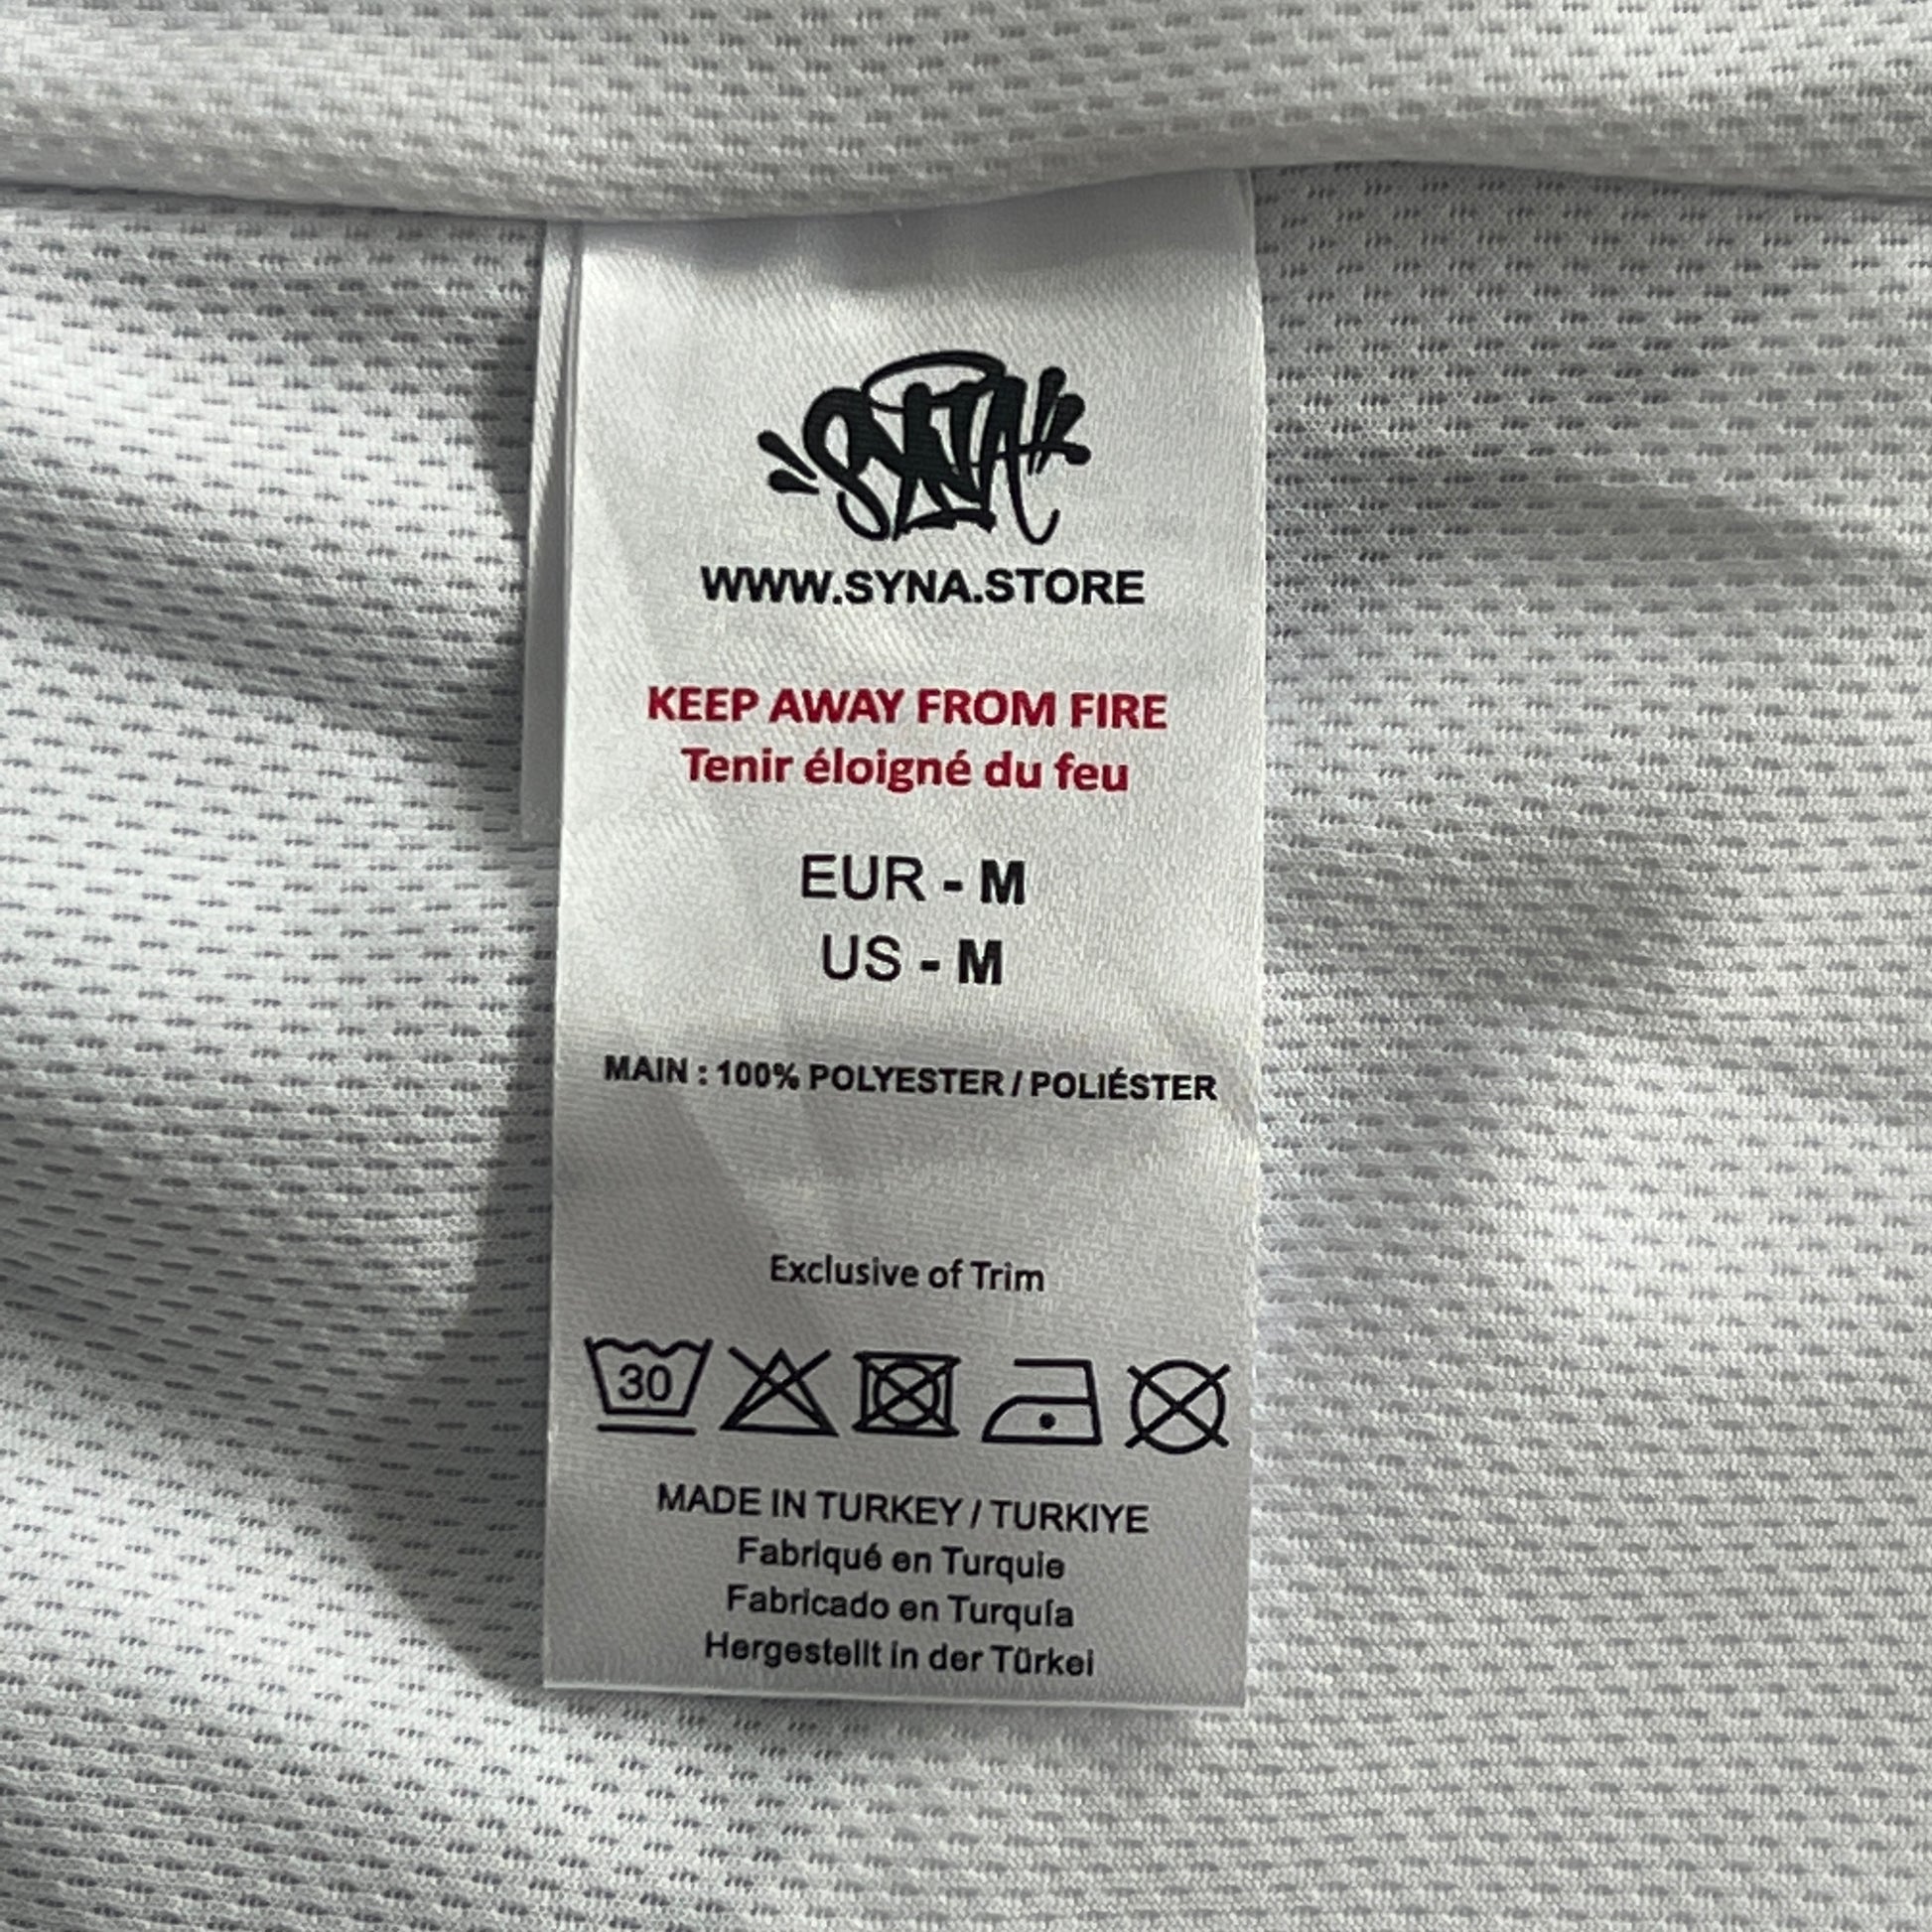 SYNA
WWW.SYNA.STORE
KEEP AWAY FROM FIRE
Tenir éloigné du feu
EUR - M
US - M
MAIN : 100% POLYESTER / POLIÉSTER
Exclusive of Trim
30
MADE IN TURKEY / TURKIYE
Fabriqué en Turquie
Fabricado en Turquía
Hergestellt in der Türkei